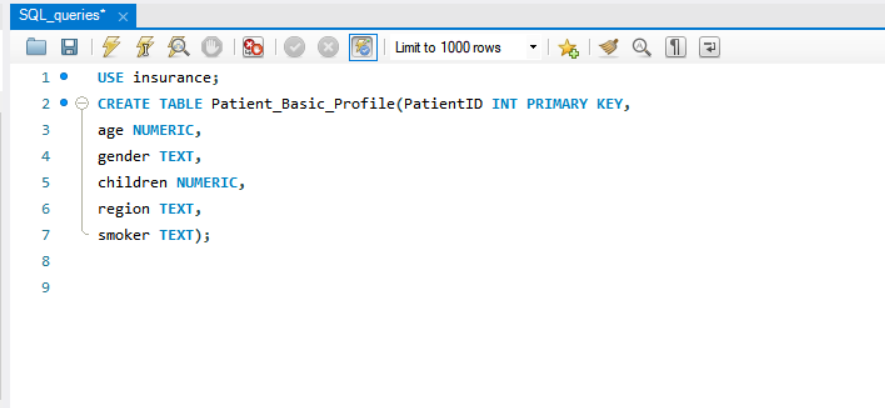 SQL_queries*
Limit to 1000 rows
1 USE insurance;
2 CREATE TABLE Patient_Basic_Profile(PatientID INT PRIMARY KEY,
3 age NUMERIC,
4 gender TEXT,
5 children NUMERIC,
6 region TEXT,
7 smoker TEXT);
8
9